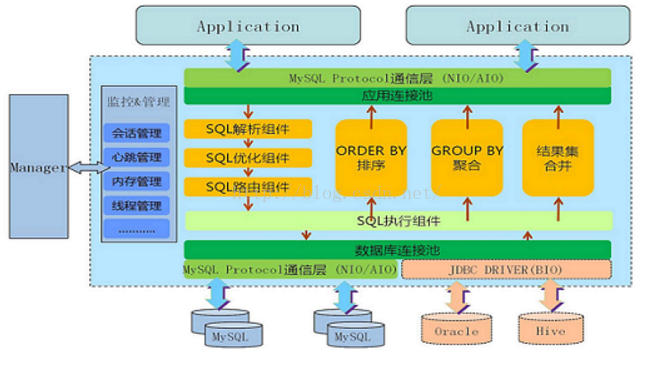 Application
Application
MySQL Protocol通信层 (NIO/AIO)
应用连接池
监控&管理
会话管理
心跳管理
内存管理
线程管理
...........
Manager
SQL解析组件
SQL优化组件
SQL路由组件
ORDER BY
排序
GROUP BY
聚合
结果集
合并
SQL执行组件
数据库连接池
MySQL Protocol通信层 (NIO/AIO)
JDBC DRIVER(BIO)
MySQL
MySQL
Oracle
Hive